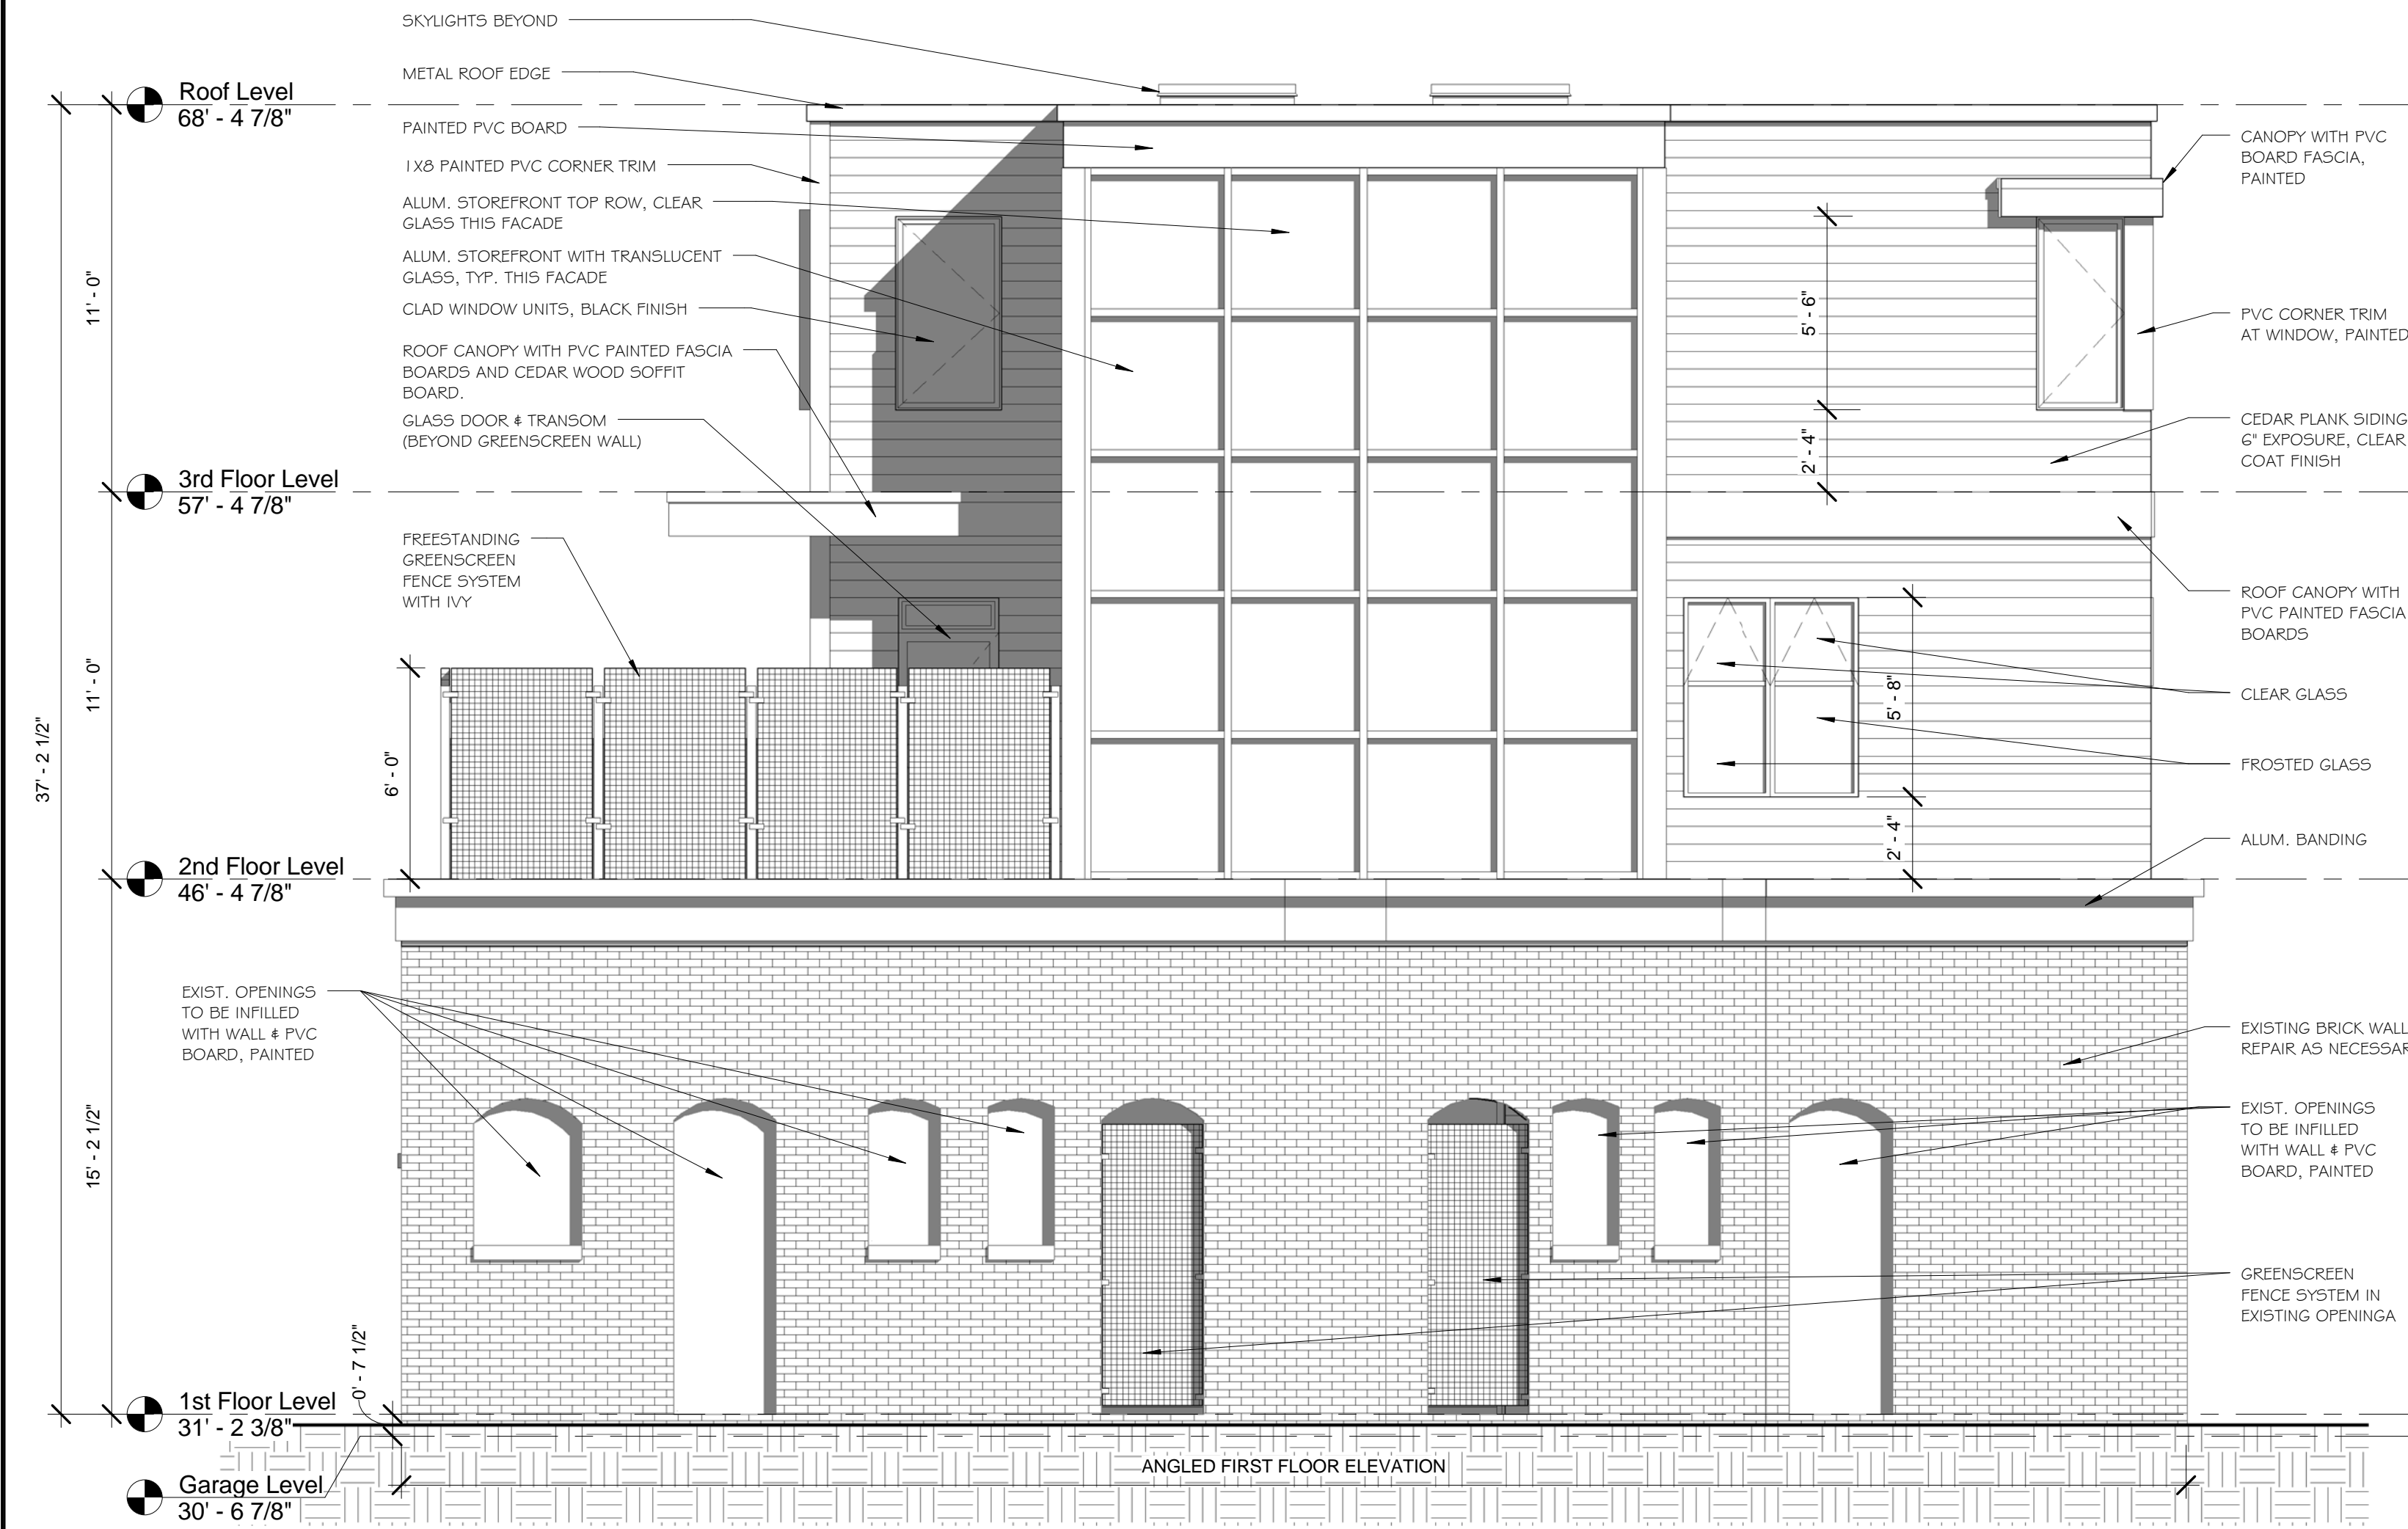 SKYLIGHTS BEYOND
METAL ROOF EDGE
Roof Level
68' - 4 7/8"
PAINTED PVC BOARD
1X8 PAINTED PVC CORNER TRIM
ALUM. STOREFRONT TOP ROW, CLEAR
GLASS THIS FACADE
ALUM. STOREFRONT WITH TRANSLUCENT
GLASS, TYP. THIS FACADE
CLAD WINDOW UNITS, BLACK FINISH
ROOF CANOPY WITH PVC PAINTED FASCIA
BOARDS AND CEDAR WOOD SOFFIT
BOARD.
GLASS DOOR & TRANSOM
(BEYOND GREENSCREEN WALL)
11' - 0"
3rd Floor Level
57' - 4 7/8"
FREESTANDING
GREENSCREEN
FENCE SYSTEM
WITH IVY
11' - 0"
37' - 2 1/2"
6' - 0"
2nd Floor Level
46' - 4 7/8"
EXIST. OPENINGS
TO BE INFILLED
WITH WALL & PVC
BOARD, PAINTED
15' - 2 1/2"
0' - 7 1/2"
1st Floor Level
31' - 2 3/8"
Garage Level
30' - 6 7/8"
ANGLED FIRST FLOOR ELEVATION
CANOPY WITH PVC
BOARD FASCIA,
PAINTED
5' - 6"
2' - 4"
PVC CORNER TRIM
AT WINDOW, PAINTED
CEDAR PLANK SIDING
6" EXPOSURE, CLEAR
COAT FINISH
ROOF CANOPY WITH
PVC PAINTED FASCIA
BOARDS
5' - 8"
2' - 4"
CLEAR GLASS
FROSTED GLASS
ALUM. BANDING
EXISTING BRICK WALL
REPAIR AS NECESSAR
EXIST. OPENINGS
TO BE INFILLED
WITH WALL & PVC
BOARD, PAINTED
GREENSCREEN
FENCE SYSTEM IN
EXISTING OPENINGA